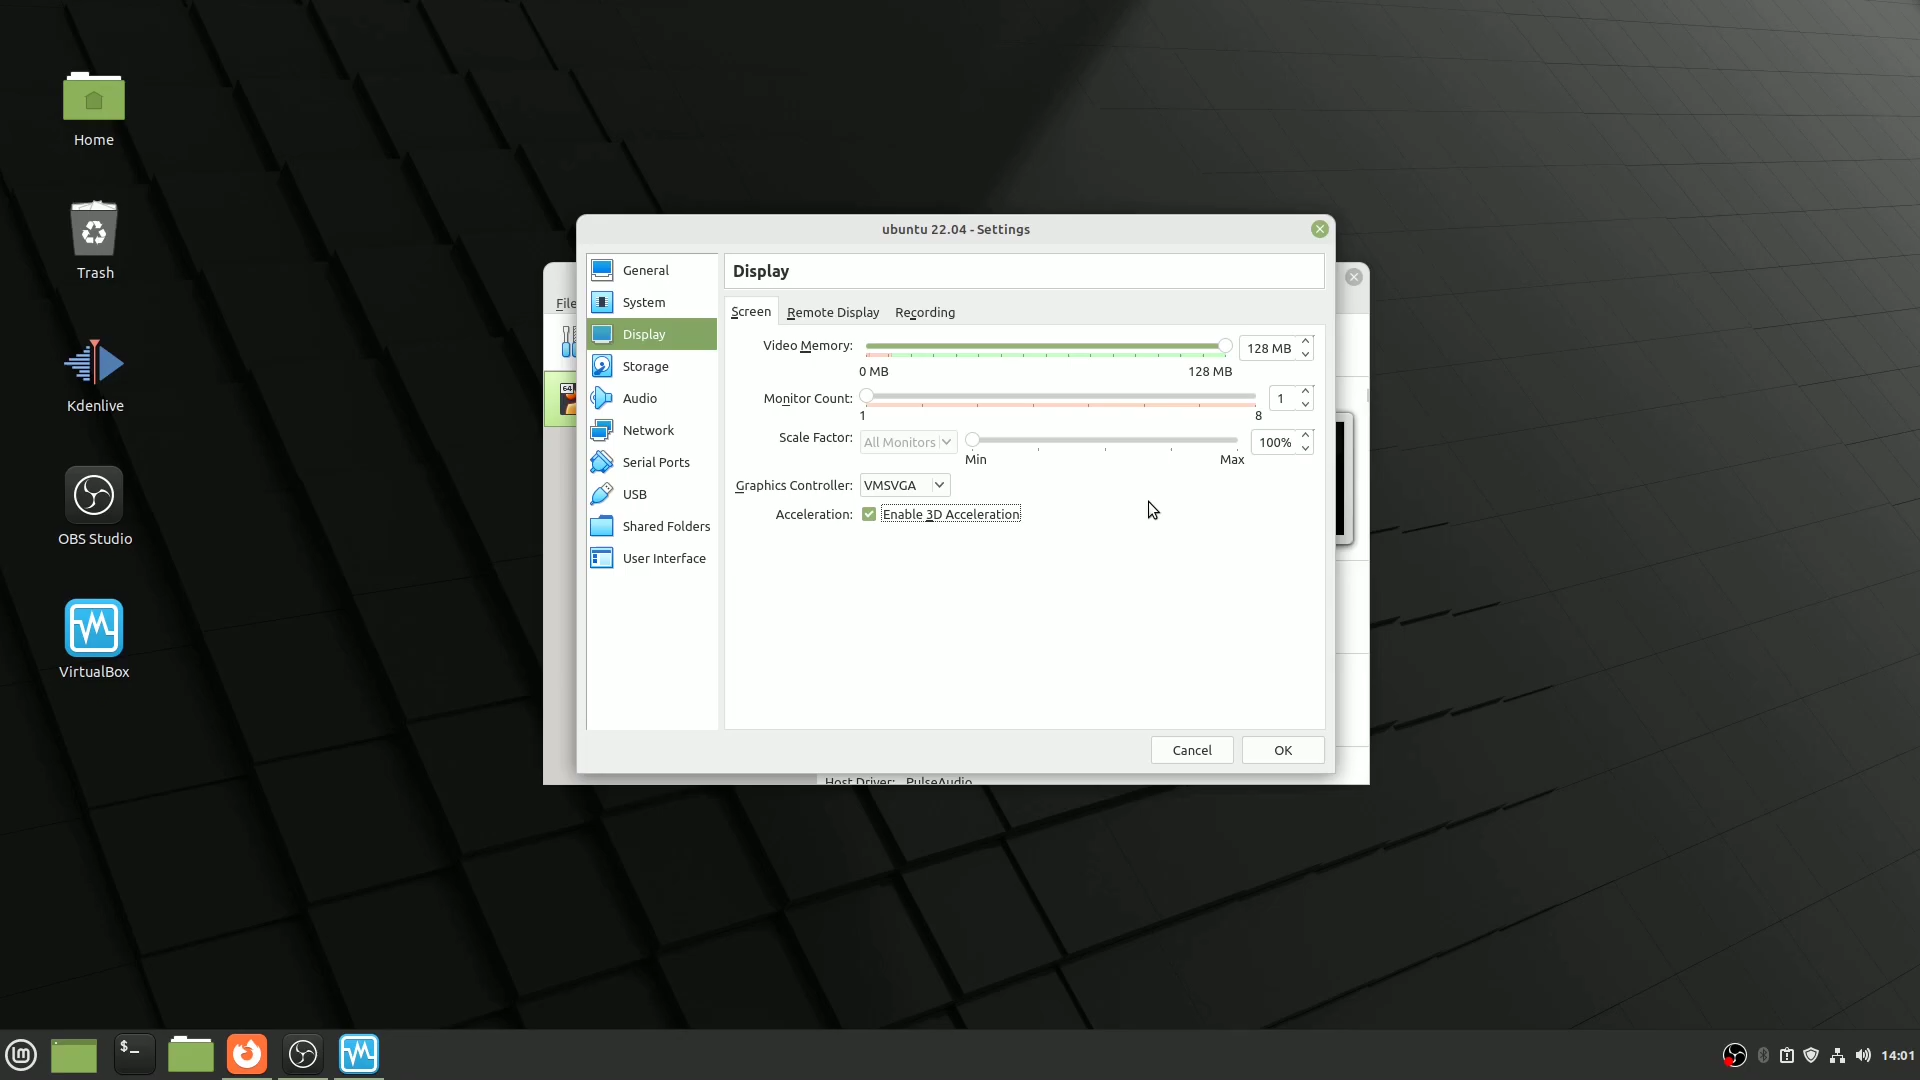 Home
Trash
Kdenlive
OBS Studio
VirtualBox
ubuntu 22.04 - Settings
File
64
General
System
Display
Storage
Audio
Network
Serial Ports
USB
Shared Folders
User Interface
Display
Screen Remote Display Recording
Video Memory: 128 MB
0 MB 128 MB
Monitor Count: 1
1 8
Scale Factor: All Monitors 100%
Min Max
Graphics Controller: VMSVGA
Acceleration: Enable 3D Acceleration
Cancel OK
Host Driver: PulseAudio
$_
14:01